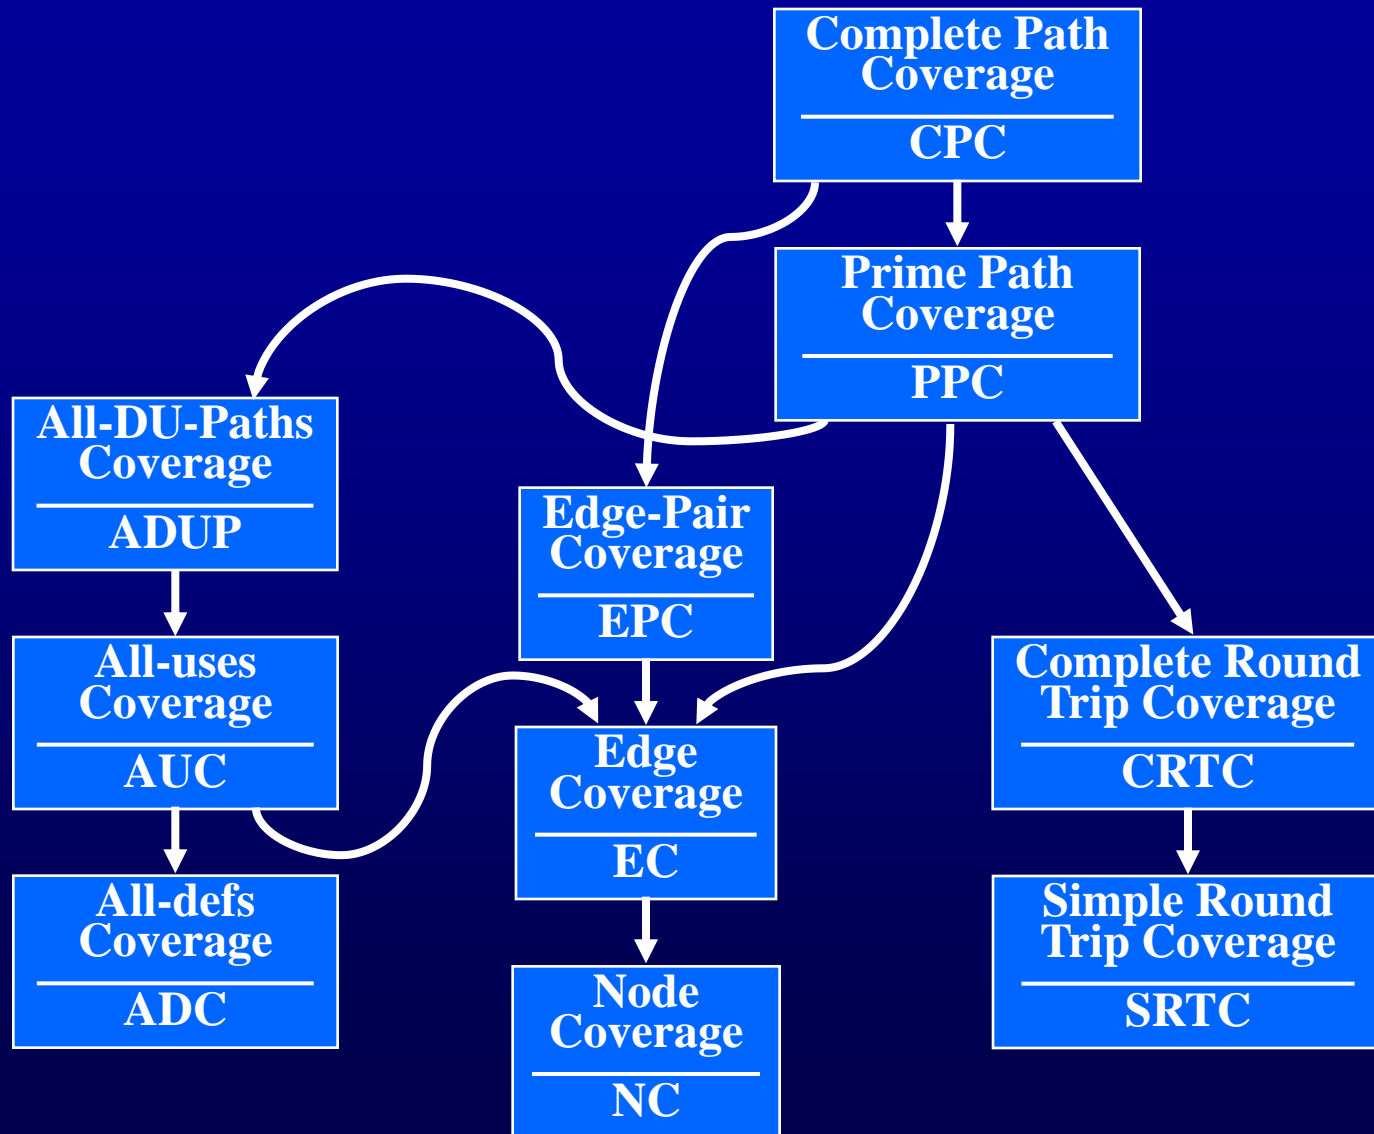 Complete Path
Coverage
CPC
Prime Path
Coverage
PPC
All-DU-Paths
Coverage
ADUP
Edge-Pair
Coverage
EPC
All-uses
Coverage
AUC
Complete Round
Trip Coverage
CRTC
Edge
Coverage
EC
All-defs
Coverage
ADC
Simple Round
Trip Coverage
SRTC
Node
Coverage
NC